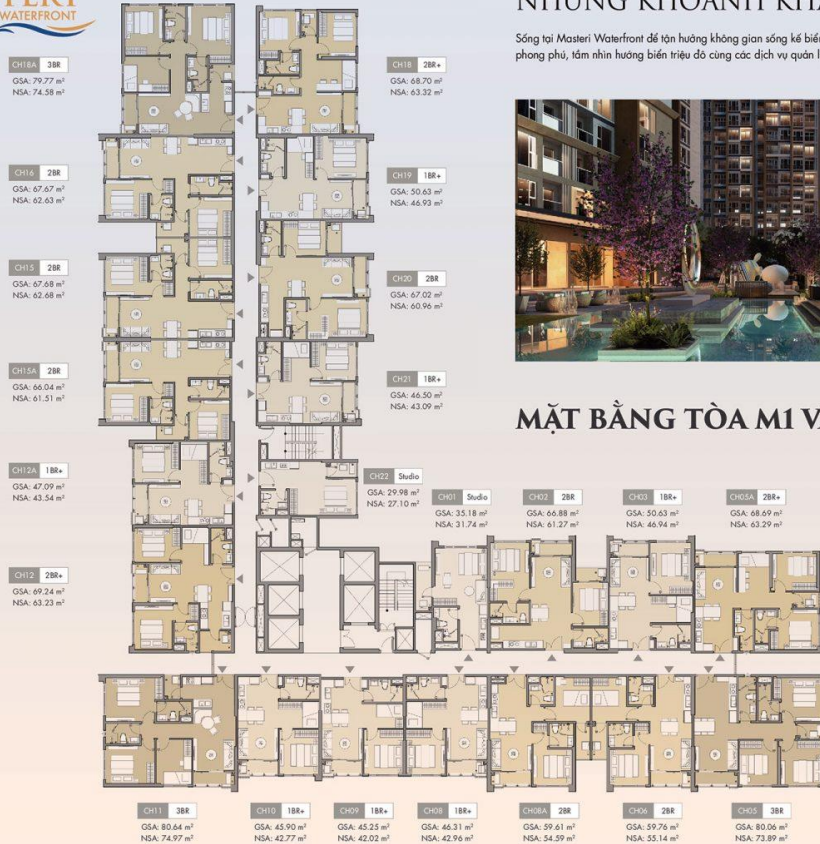 WATERFRONT
Sống tại Masteri Waterfront để tận hưởng không gian sống kế biển
phong phú, tầm nhìn hướng biển triệu đô cùng các dịch vụ quản l
CH18A 3BR
GSA: 79.77 m²
NSA: 74.58 m²
CH18 2BR+
GSA: 68.70 m²
NSA: 63.32 m²
CH16 2BR
GSA: 67.67 m²
NSA: 62.63 m²
CH19 1BR+
GSA: 50.63 m²
NSA: 46.93 m²
CH15 2BR
GSA: 67.68 m²
NSA: 62.68 m²
CH20 2BR
GSA: 67.02 m²
NSA: 60.96 m²
CH15A 2BR
GSA: 66.04 m²
NSA: 61.51 m²
CH21 1BR+
GSA: 46.50 m²
NSA: 43.09 m²
MẶT BẰNG TÒA M1 V
CH12A 1BR+
GSA: 47.09 m²
NSA: 43.54 m²
CH22 Studio
GSA: 29.98 m²
NSA: 27.10 m²
CH01 Studio
GSA: 35.18 m²
NSA: 31.74 m²
CH02 2BR
GSA: 66.88 m²
NSA: 61.27 m²
CH03 1BR+
GSA: 50.63 m²
NSA: 46.94 m²
CH05A 2BR+
GSA: 68.69 m²
NSA: 63.29 m²
CH12 2BR+
GSA: 69.24 m²
NSA: 63.23 m²
CH11 3BR
GSA: 80.64 m²
NSA: 74.97 m²
CH10 1BR+
GSA: 45.90 m²
NSA: 42.77 m²
CH09 1BR+
GSA: 45.25 m²
NSA: 42.02 m²
CH08 1BR+
GSA: 46.31 m²
NSA: 42.96 m²
CH08A 2BR
GSA: 59.61 m²
NSA: 54.59 m²
CH06 2BR
GSA: 59.76 m²
NSA: 55.14 m²
CH05 3BR
GSA: 80.06 m²
NSA: 73.89 m²